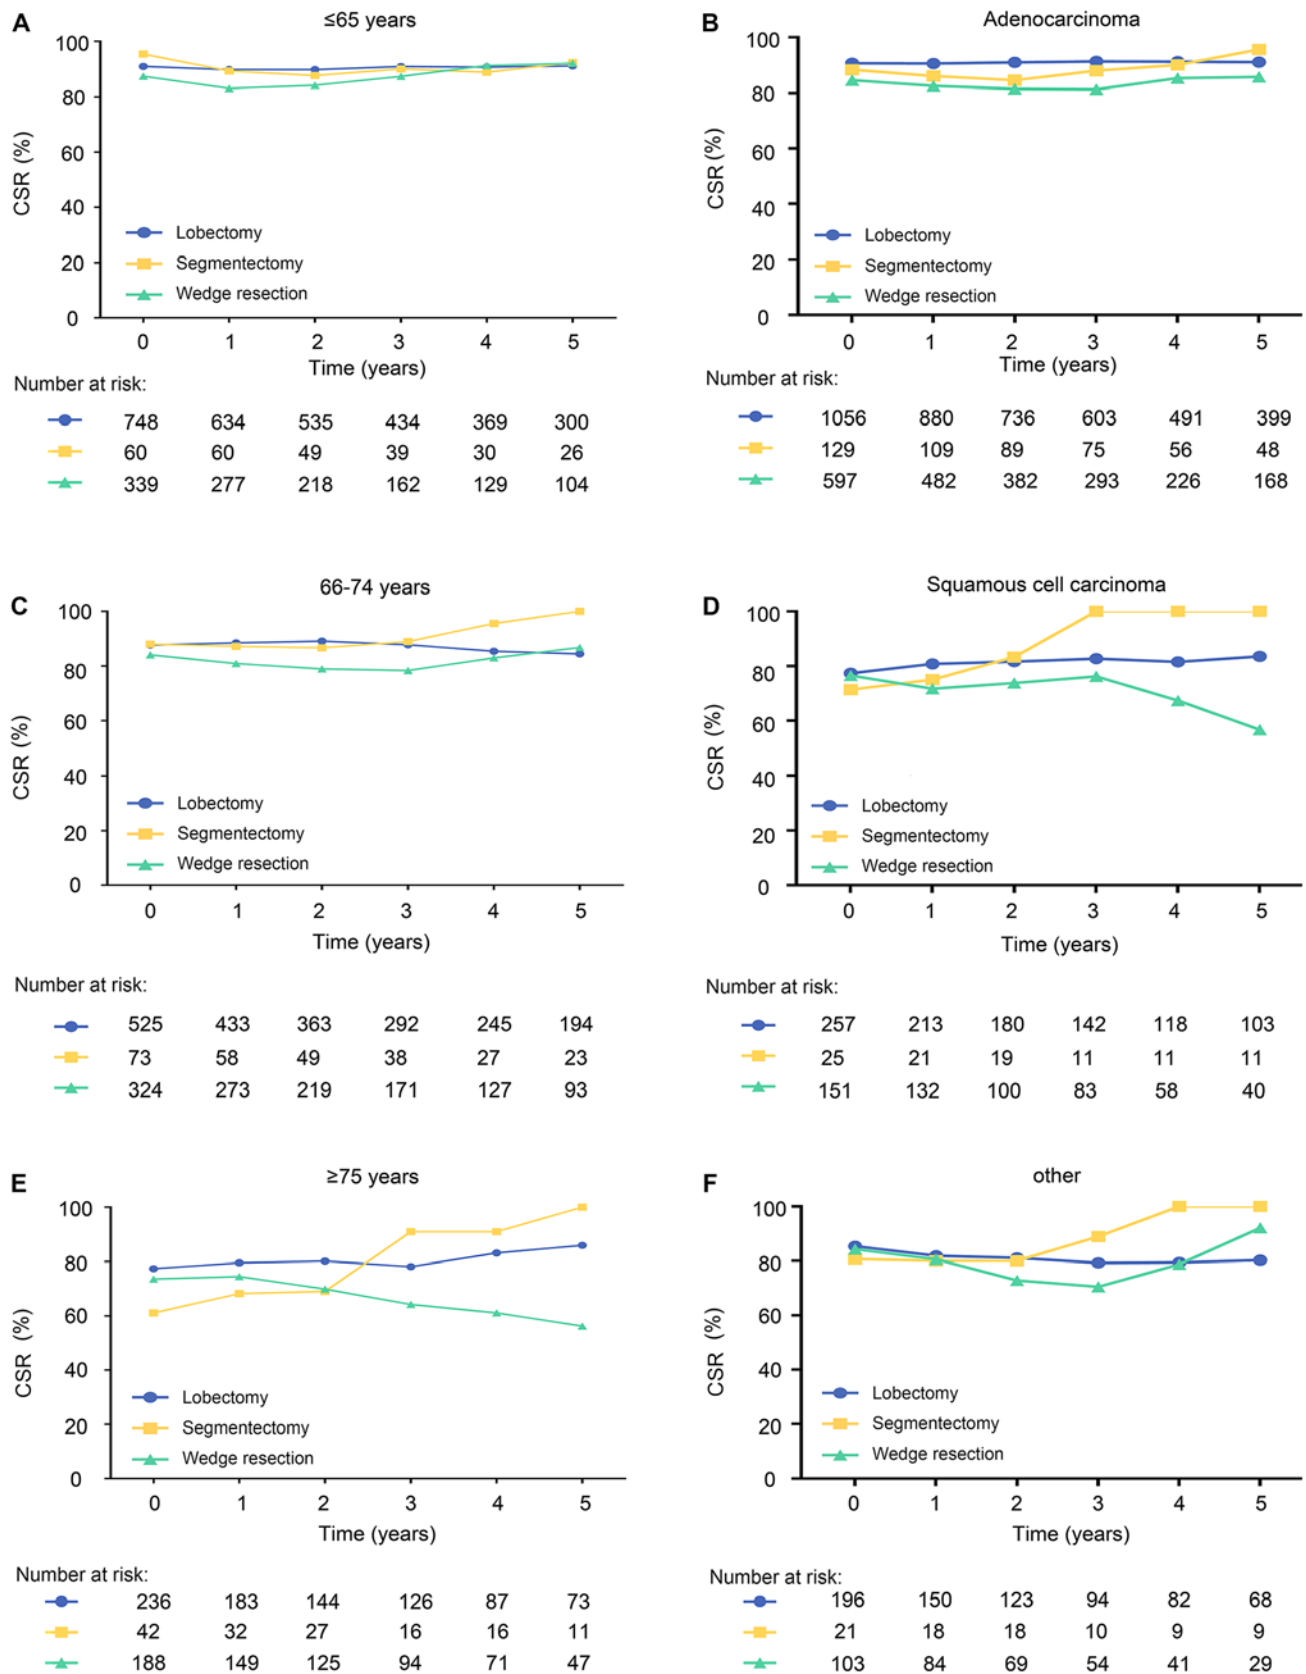 A
≤65 years
100
80
60
40
20
0
CSR (%)
Lobectomy
Segmentectomy
Wedge resection
0 1 2 3 4 5
Time (years)
Number at risk:
748 634 535 434 369 300
60 60 49 39 30 26
339 277 218 162 129 104
B
Adenocarcinoma
100
80
60
40
20
0
CSR (%)
Lobectomy
Segmentectomy
Wedge resection
0 1 2 3 4 5
Time (years)
Number at risk:
1056 880 736 603 491 399
129 109 89 75 56 48
597 482 382 293 226 168
C
66-74 years
100
80
60
40
20
0
CSR (%)
Lobectomy
Segmentectomy
Wedge resection
0 1 2 3 4 5
Time (years)
Number at risk:
525 433 363 292 245 194
73 58 49 38 27 23
324 273 219 171 127 93
D
Squamous cell carcinoma
100
80
60
40
20
0
CSR (%)
Lobectomy
Segmentectomy
Wedge resection
0 1 2 3 4 5
Time (years)
Number at risk:
257 213 180 142 118 103
25 21 19 11 11 11
151 132 100 83 58 40
E
≥75 years
100
80
60
40
20
0
CSR (%)
Lobectomy
Segmentectomy
Wedge resection
0 1 2 3 4 5
Time (years)
Number at risk:
236 183 144 126 87 73
42 32 27 16 16 11
188 149 125 94 71 47
F
other
100
80
60
40
20
0
CSR (%)
Lobectomy
Segmentectomy
Wedge resection
0 1 2 3 4 5
Time (years)
Number at risk:
196 150 123 94 82 68
21 18 18 10 9 9
103 84 69 54 41 29